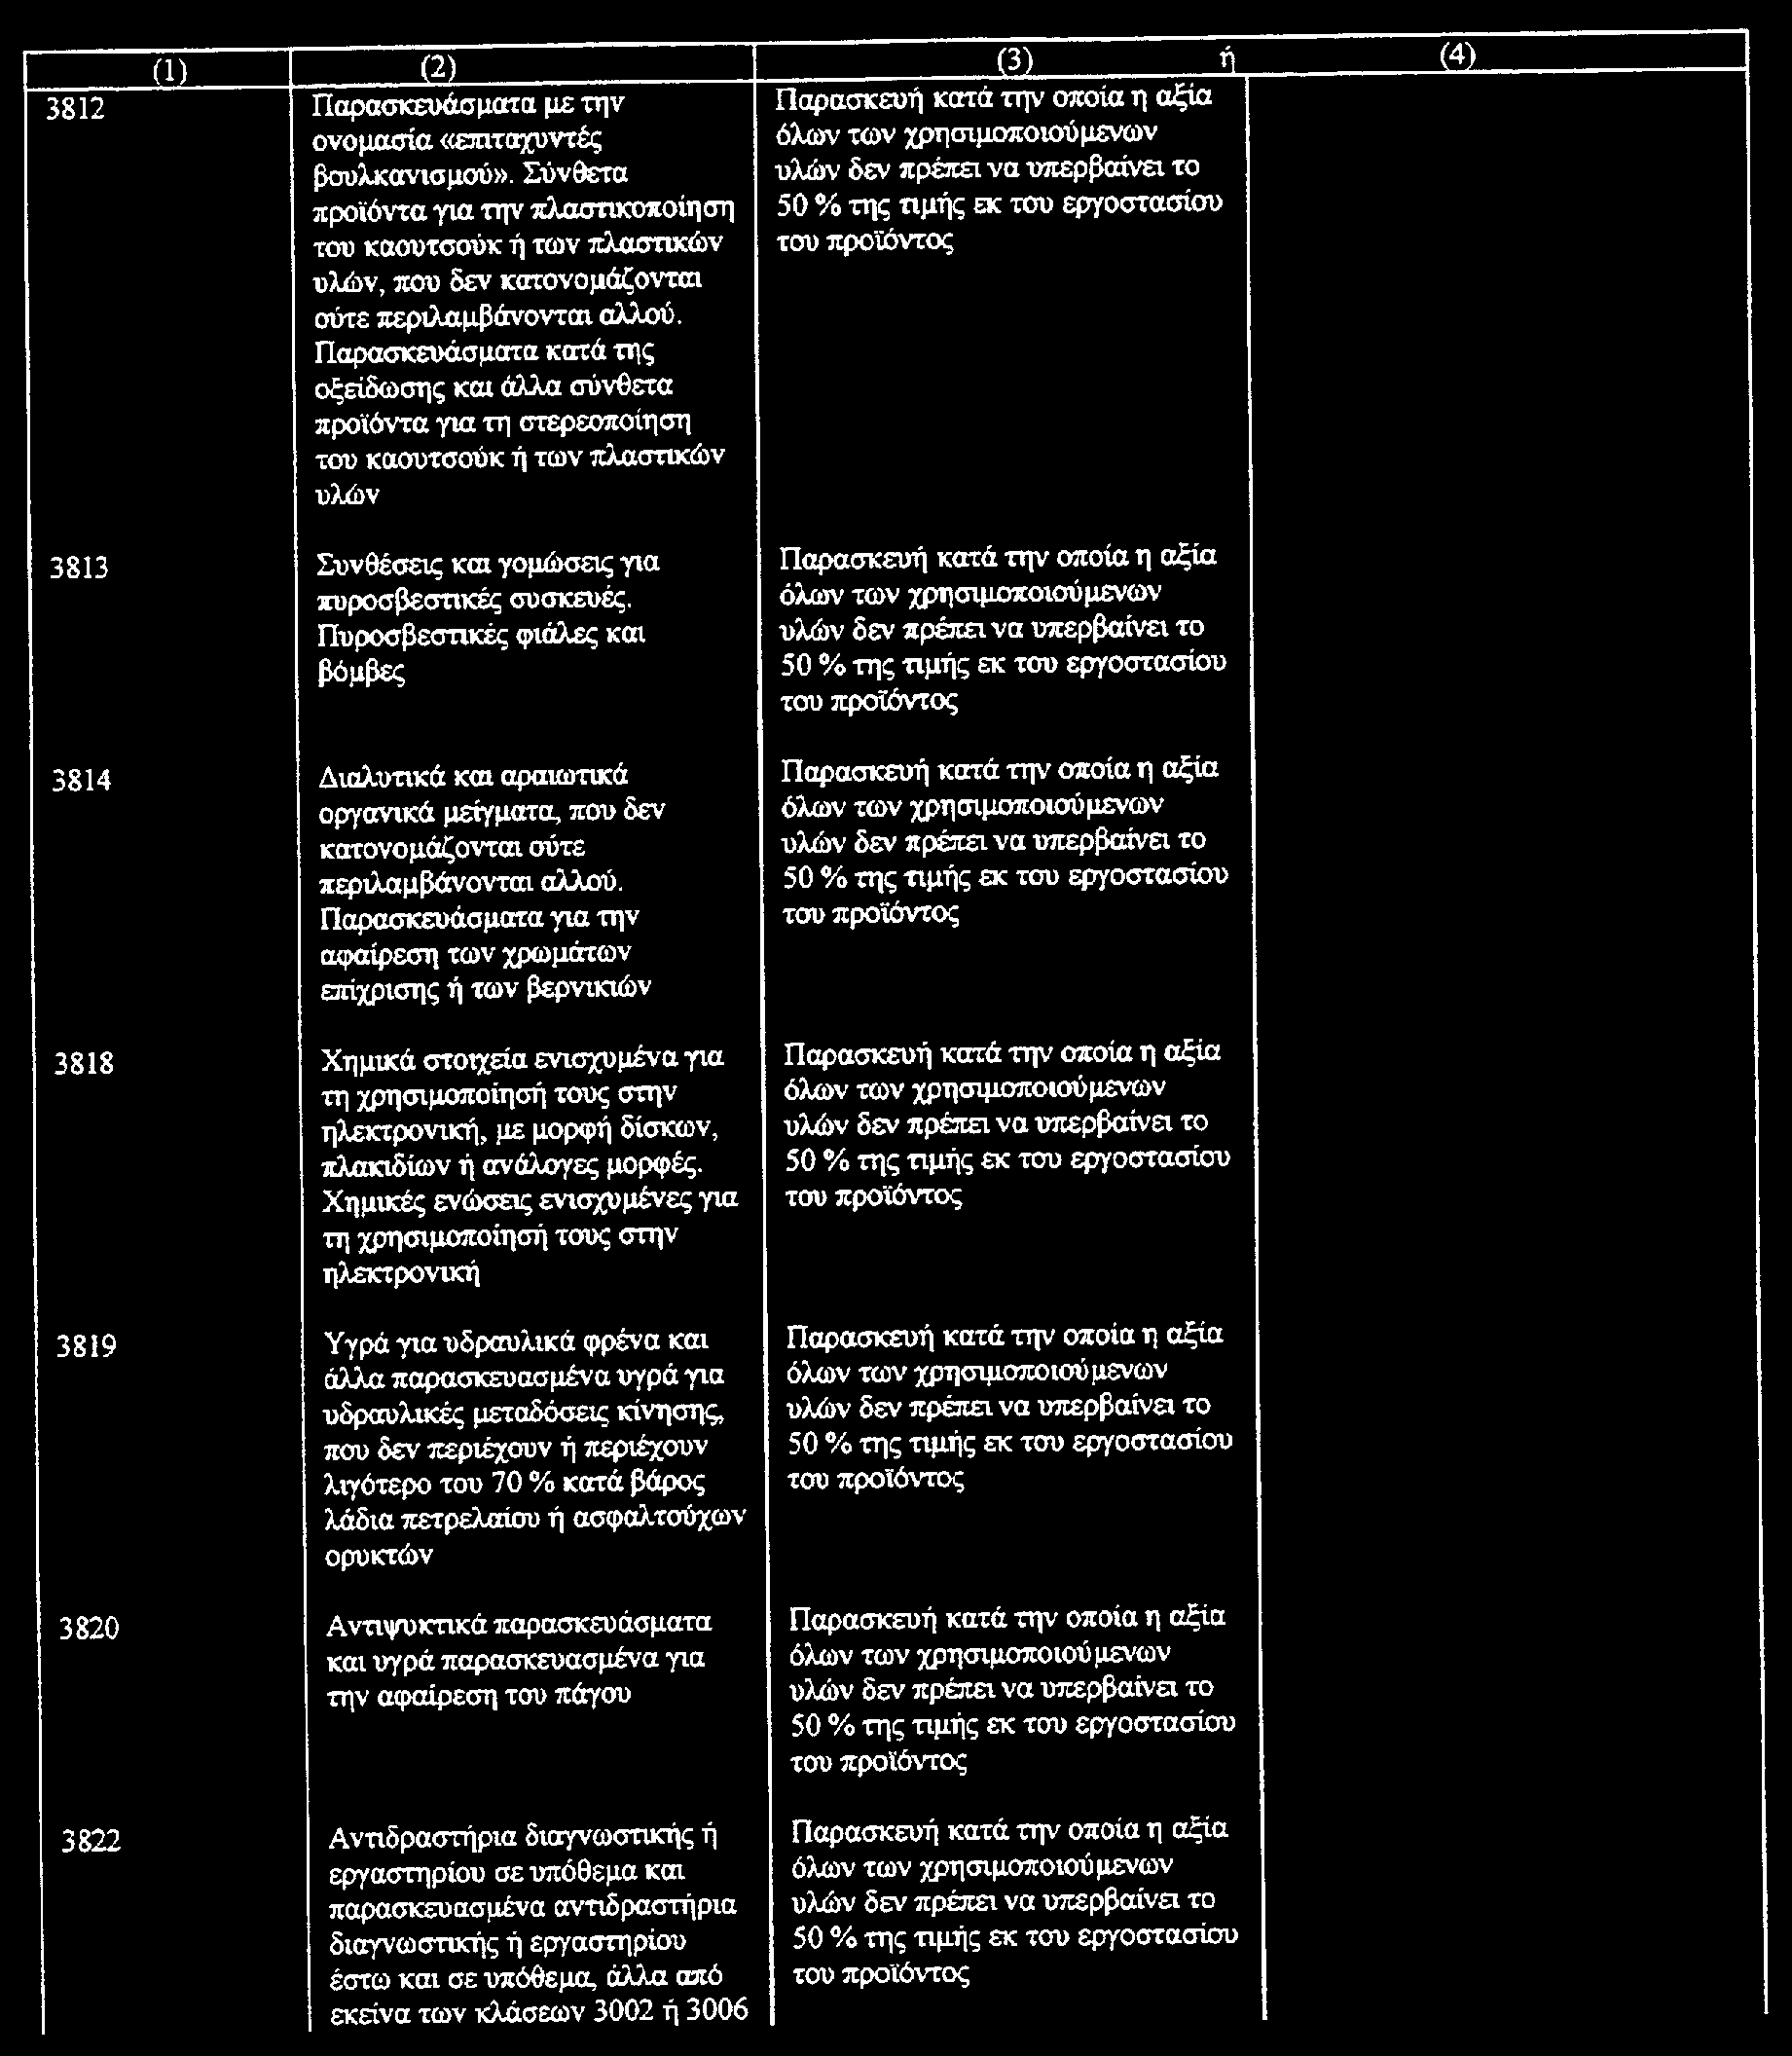 (1) (2) (3) ή (4)
3812
Παρασκευάσματα με την
ονομασία «επιταχυντές
βουλκανισμού». Σύνθετα
προϊόντα για την πλαστικοποίηση
του καουτσούκ ή των πλαστικών
υλών, που δεν κατονομάζονται
ούτε περιλαμβάνονται αλλού.
Παρασκευάσματα κατά της
οξείδωσης και άλλα σύνθετα
προϊόντα για τη στερεοποίηση
του καουτσούκ ή των πλαστικών
υλών
Παρασκευή κατά την οποία η αξία
όλων των χρησιμοποιούμενων
υλών δεν πρέπει να υπερβαίνει το
50 % της τιμής εκ του εργοστασίου
του προϊόντος
3813
Συνθέσεις και γομώσεις για
πυροσβεστικές συσκευές.
Πυροσβεστικές φιάλες και
βόμβες
Παρασκευή κατά την οποία η αξία
όλων των χρησιμοποιούμενων
υλών δεν πρέπει να υπερβαίνει το
50 % της τιμής εκ του εργοστασίου
του προϊόντος
3814
Διαλυτικά και αραιωτικά
οργανικά μείγματα, που δεν
κατονομάζονται ούτε
περιλαμβάνονται αλλού.
Παρασκευάσματα για την
αφαίρεση των χρωμάτων
επίχρισης ή των βερνικιών
Παρασκευή κατά την οποία η αξία
όλων των χρησιμοποιούμενων
υλών δεν πρέπει να υπερβαίνει το
50 % της τιμής εκ του εργοστασίου
του προϊόντος
3818
Χημικά στοιχεία ενισχυμένα για
τη χρησιμοποίησή τους στην
ηλεκτρονική, με μορφή δίσκων,
πλακιδίων ή ανάλογες μορφές.
Χημικές ενώσεις ενισχυμένες για
τη χρησιμοποίησή τους στην
ηλεκτρονική
Παρασκευή κατά την οποία η αξία
όλων των χρησιμοποιούμενων
υλών δεν πρέπει να υπερβαίνει το
50 % της τιμής εκ του εργοστασίου
του προϊόντος
3819
Υγρά για υδραυλικά φρένα και
άλλα παρασκευασμένα υγρά για
υδραυλικές μεταδόσεις κίνησης,
που δεν περιέχουν ή περιέχουν
λιγότερο του 70 % κατά βάρος
λάδια πετρελαίου ή ασφαλτούχων
ορυκτών
Παρασκευή κατά την οποία η αξία
όλων των χρησιμοποιούμενων
υλών δεν πρέπει να υπερβαίνει το
50 % της τιμής εκ του εργοστασίου
του προϊόντος
3820
Αντιψυκτικά παρασκευάσματα
και υγρά παρασκευασμένα για
την αφαίρεση του πάγου
Παρασκευή κατά την οποία η αξία
όλων των χρησιμοποιούμενων
υλών δεν πρέπει να υπερβαίνει το
50 % της τιμής εκ του εργοστασίου
του προϊόντος
3822
Αντιδραστήρια διαγνωστικής ή
εργαστηρίου σε υπόθεμα και
παρασκευασμένα αντιδραστήρια
διαγνωστικής ή εργαστηρίου
έστω και σε υπόθεμα, άλλα από
εκείνα των κλάσεων 3002 ή 3006
Παρασκευή κατά την οποία η αξία
όλων των χρησιμοποιούμενων
υλών δεν πρέπει να υπερβαίνει το
50 % της τιμής εκ του εργοστασίου
του προϊόντος